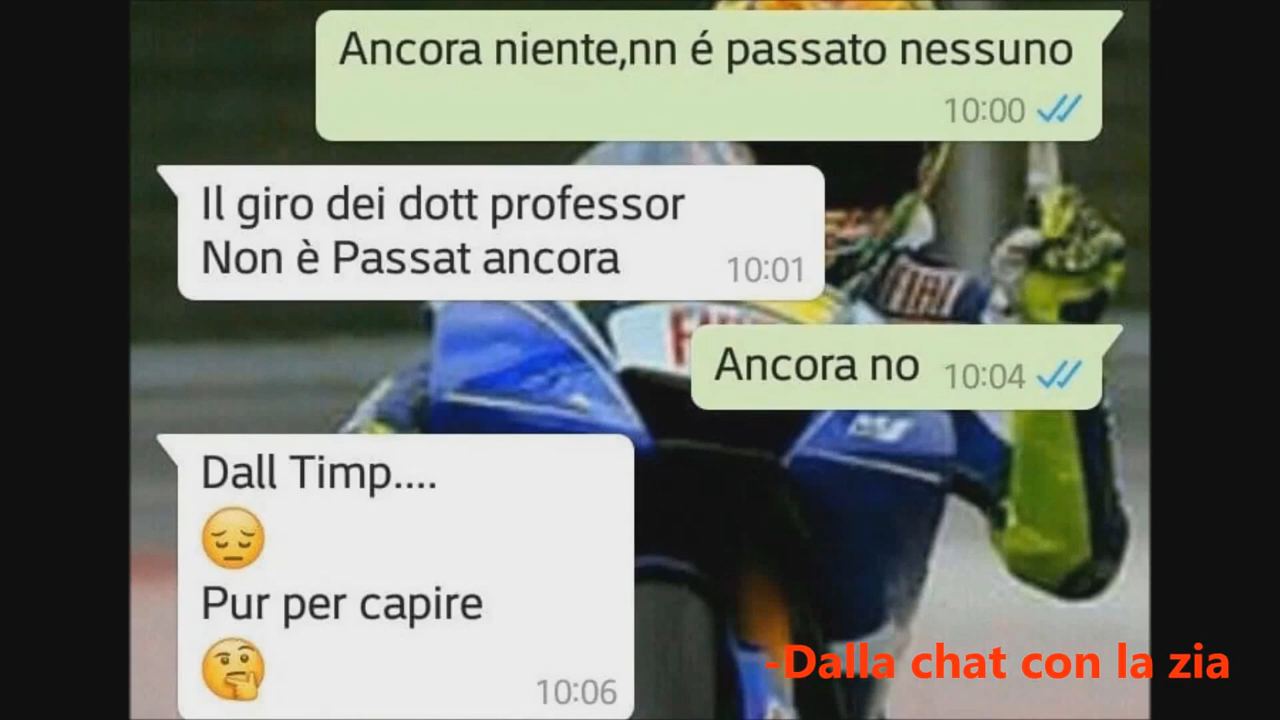 Ancora niente,nn é passato nessuno
10:00
Il giro dei dott professor
Non è Passat ancora 10:01
FIAT
Ancora no 10:04
Dall Timp....
😔
Pur per capire
🤔
10:06
-Dalla chat con la zia